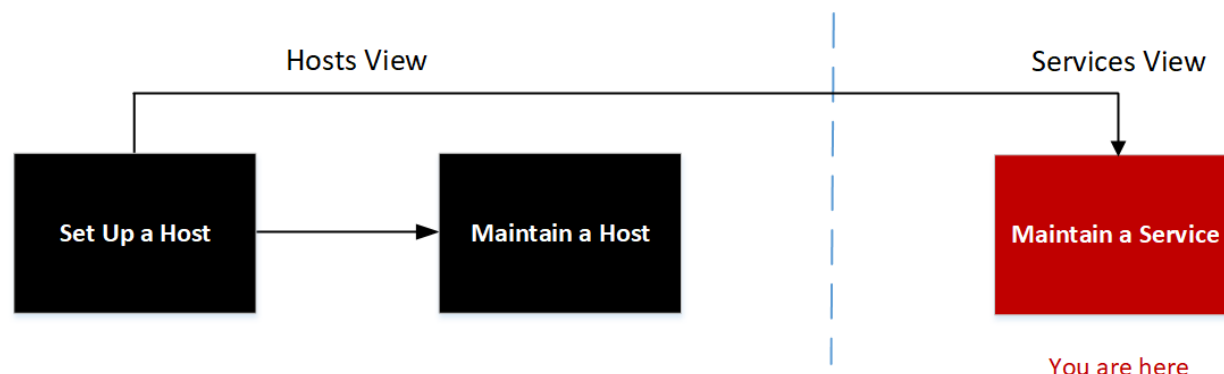 Hosts View
Services View
Set Up a Host
Maintain a Host
Maintain a Service
You are here